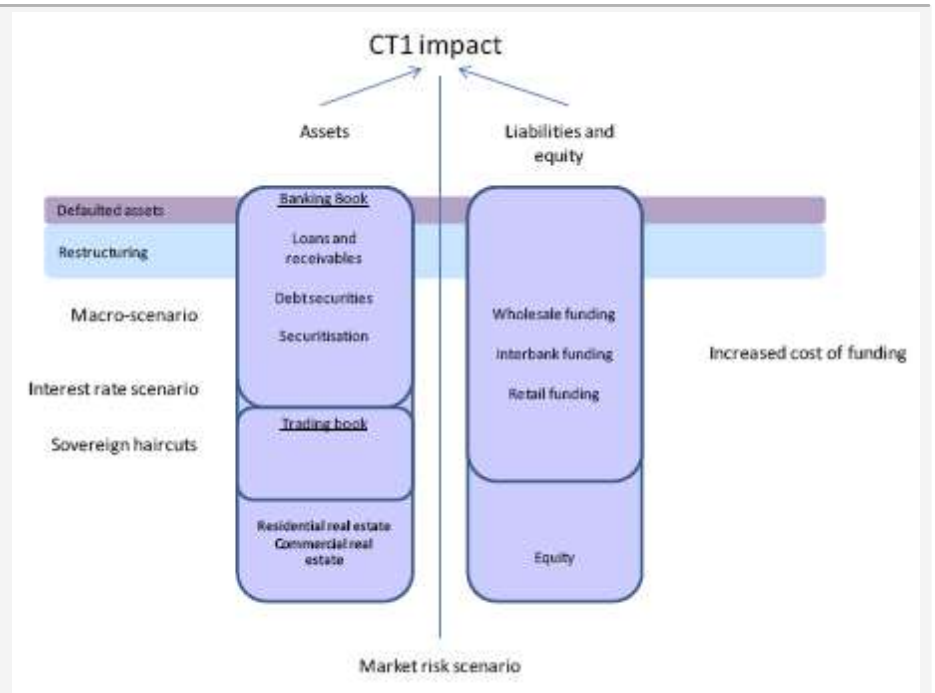 CT1 impact
Assets
Liabilities and
equity
Defaulted assets
Restructuring
Macro-scenario
Interest rate scenario
Sovereign haircuts
Banking Book
Loans and
receivables
Debt securities
Securitisation
Trading book
Residential real estate
Commercial real
estate
Wholesale funding
Interbank funding
Retail funding
Equity
Increased cost of funding
Market risk scenario